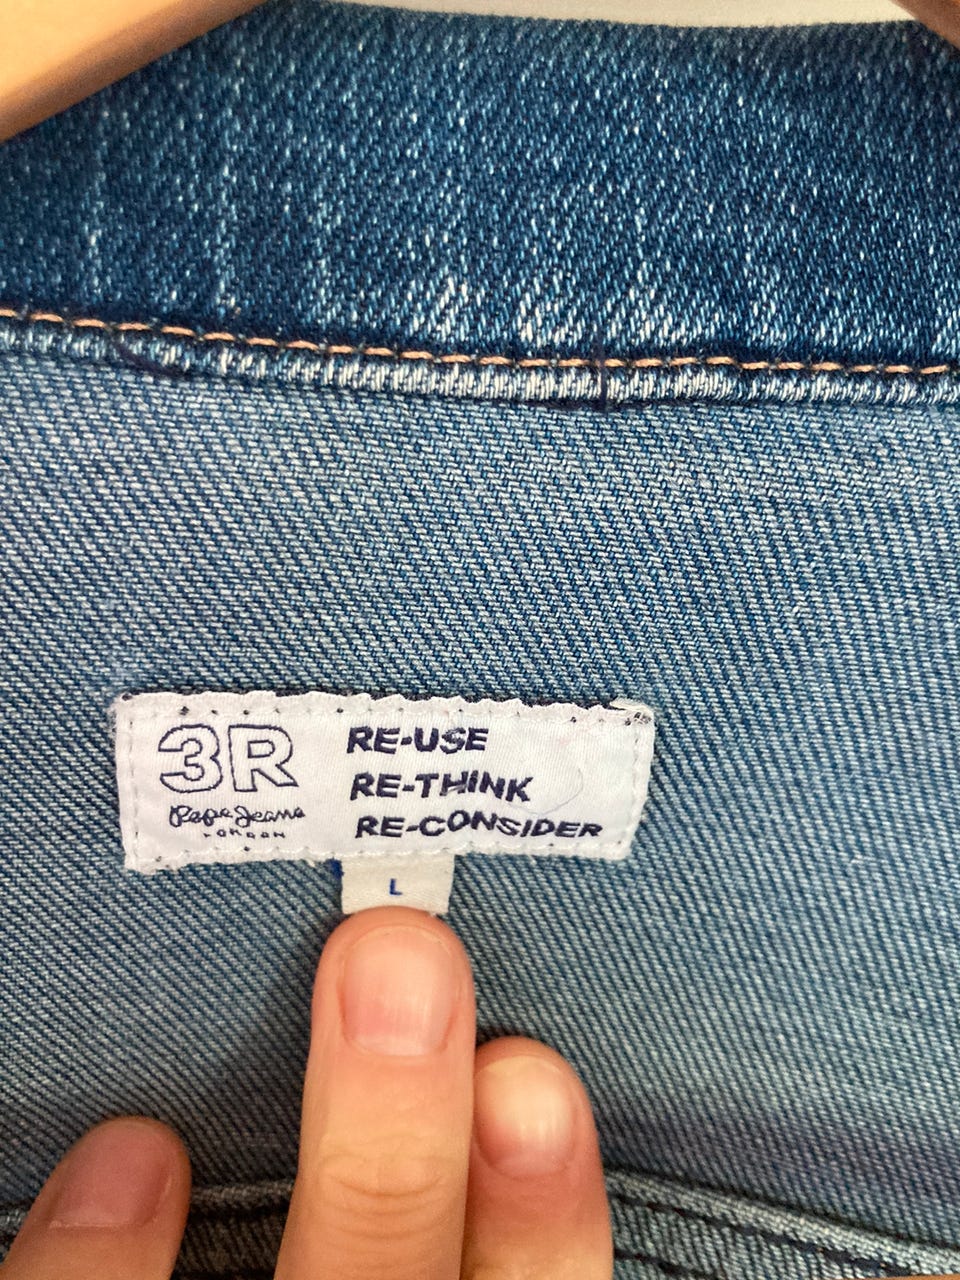 3R
Pepe Jeans
LONDON
RE-USE
RE-THINK
RE-CONSIDER
L